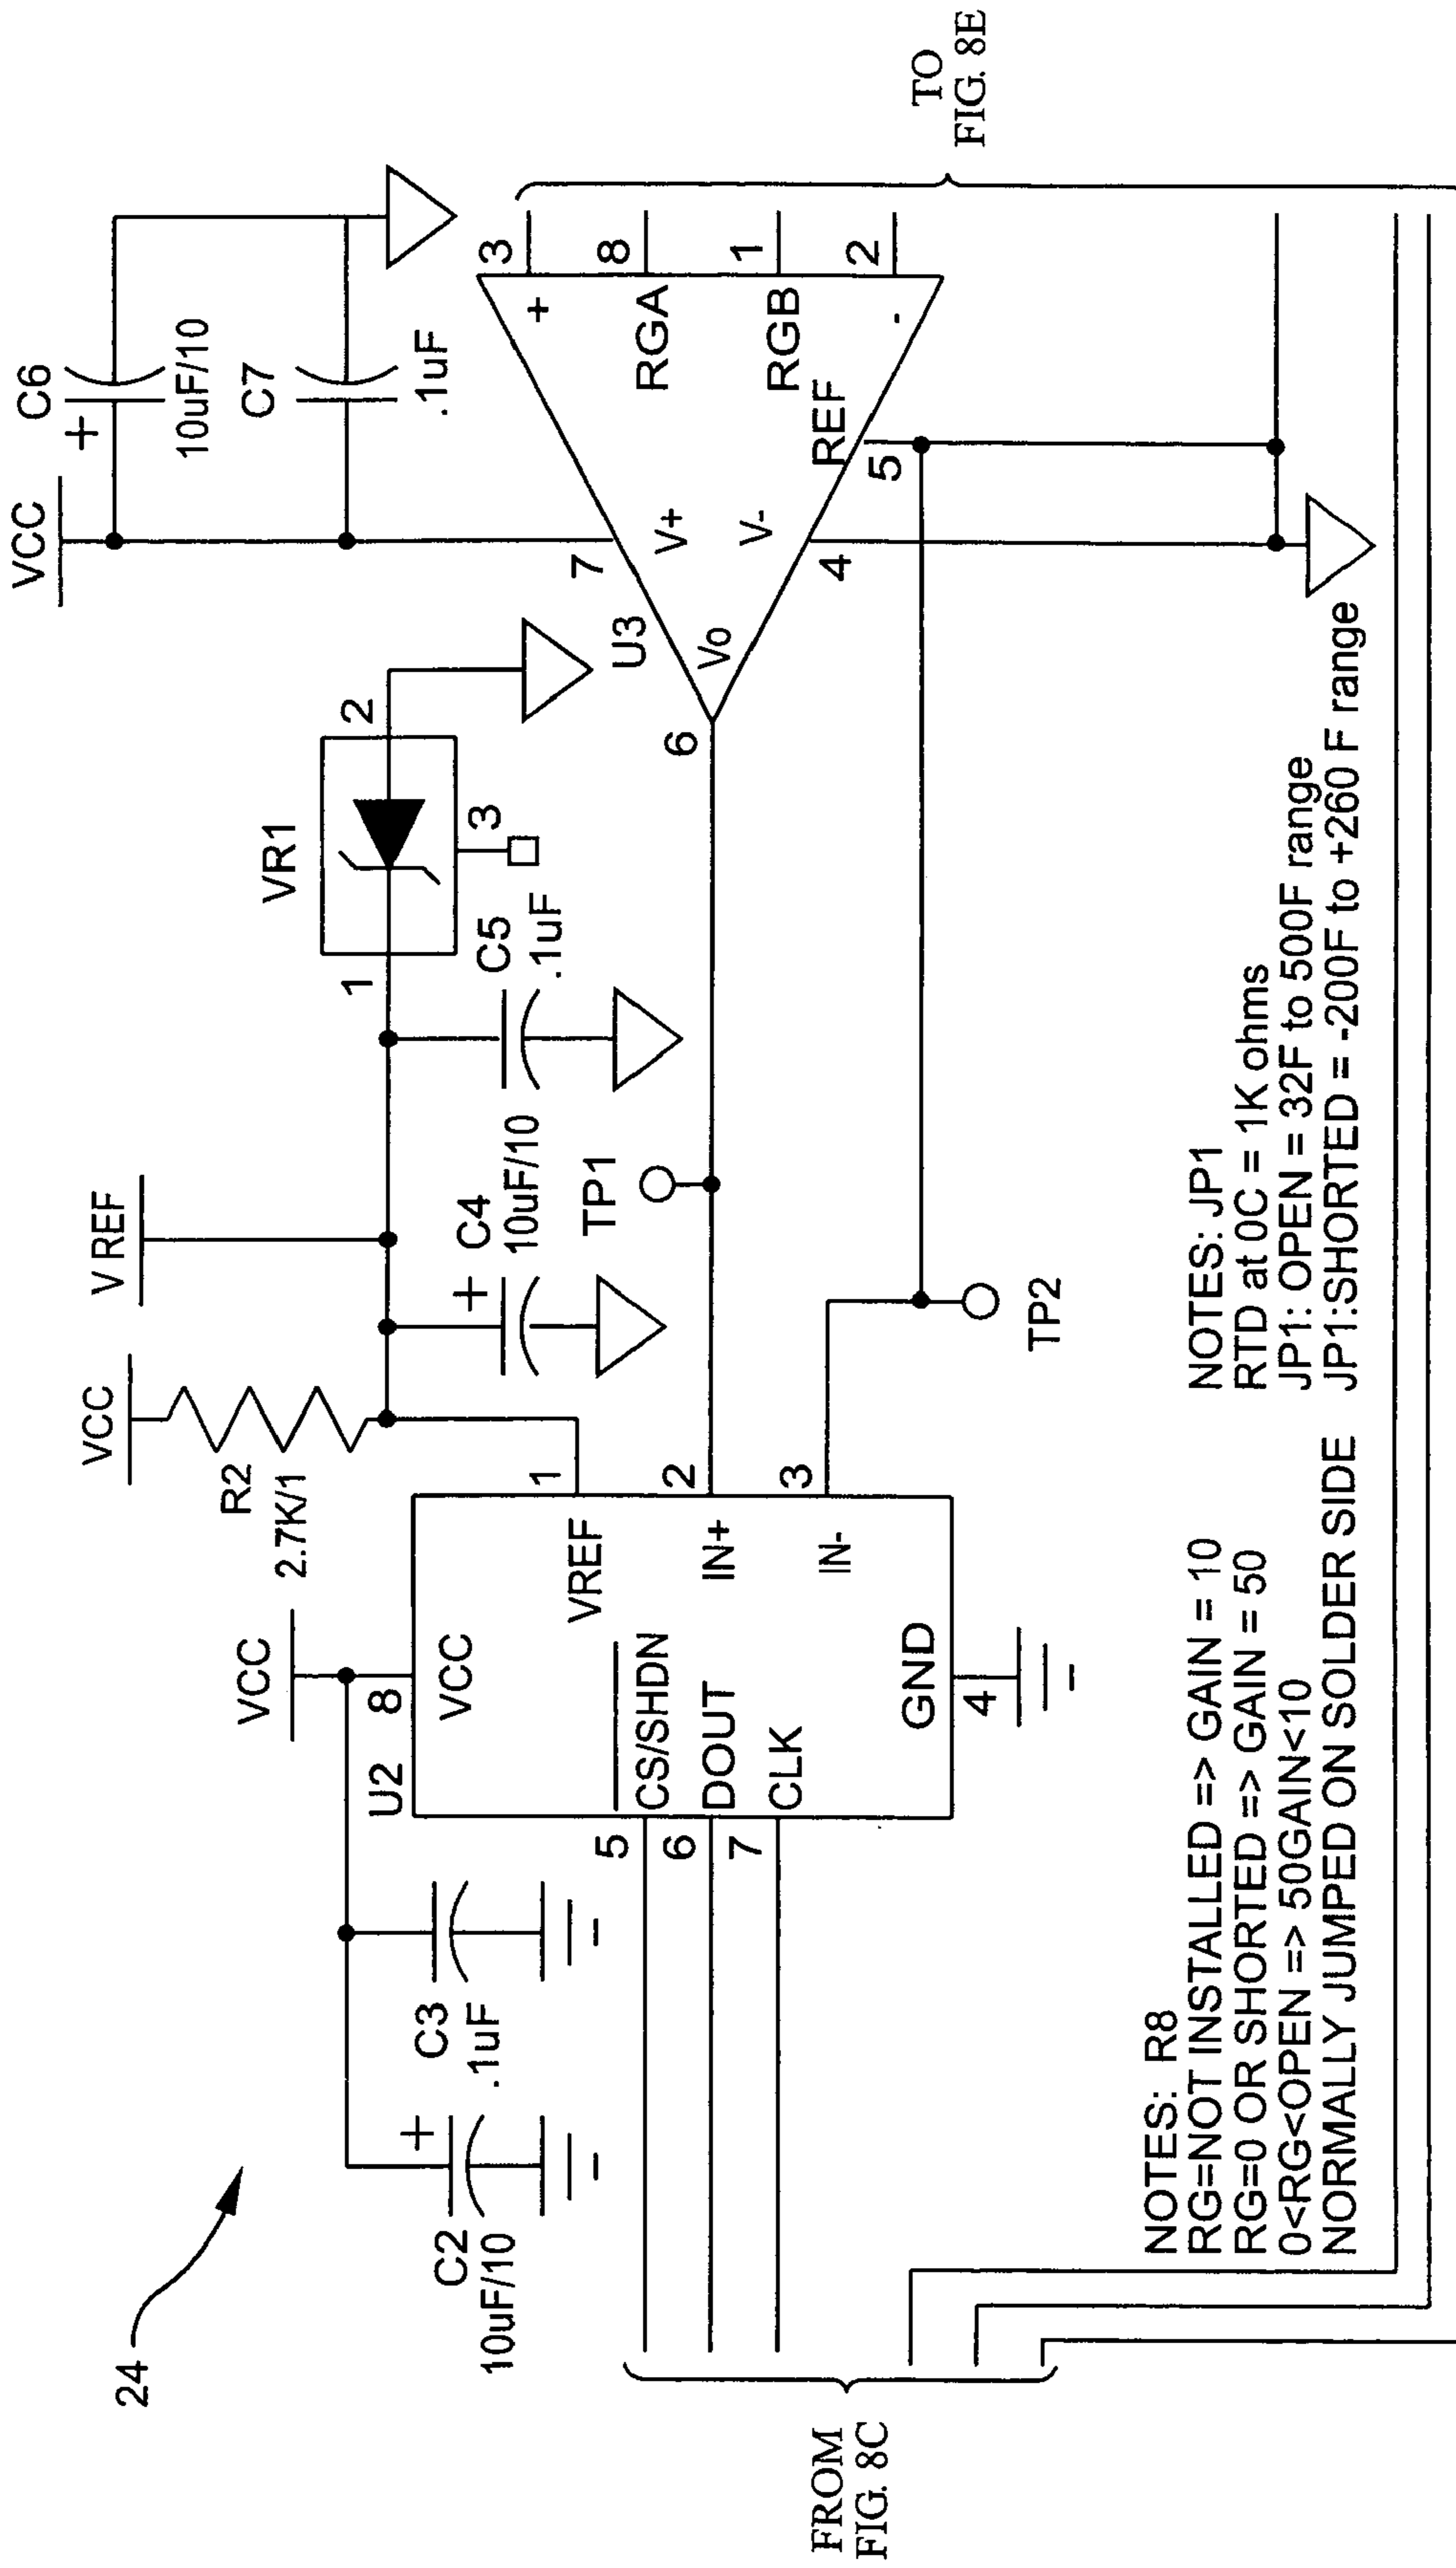 24
C2
10uF/10
+
C3
.1uF
VCC
8
U2
VCC
VREF
CS/SHDN
DOUT
CLK
IN+
IN-
GND
5
6
7
1
2
3
4
VCC
R2
2.7K/1
V REF
+
C4
10uF/10
C5
.1uF
TP1
TP2
VR1
1
2
3
VCC
C6
+
10uF/10
C7
.1uF
U3
7
V+
V-
Vo
6
REF
5
4
+
RGA
RGB
-
3
8
1
2
FROM
FIG. 8C
TO
FIG. 8E
NOTES: R8
RG=NOT INSTALLED => GAIN = 10
RG=0 OR SHORTED => GAIN = 50
0<RG<OPEN => 50GAIN<10
NORMALLY JUMPED ON SOLDER SIDE
NOTES: JP1
RTD at 0C = 1K ohms
JP1: OPEN = 32F to 500F range
JP1:SHORTED = -200F to +260 F range